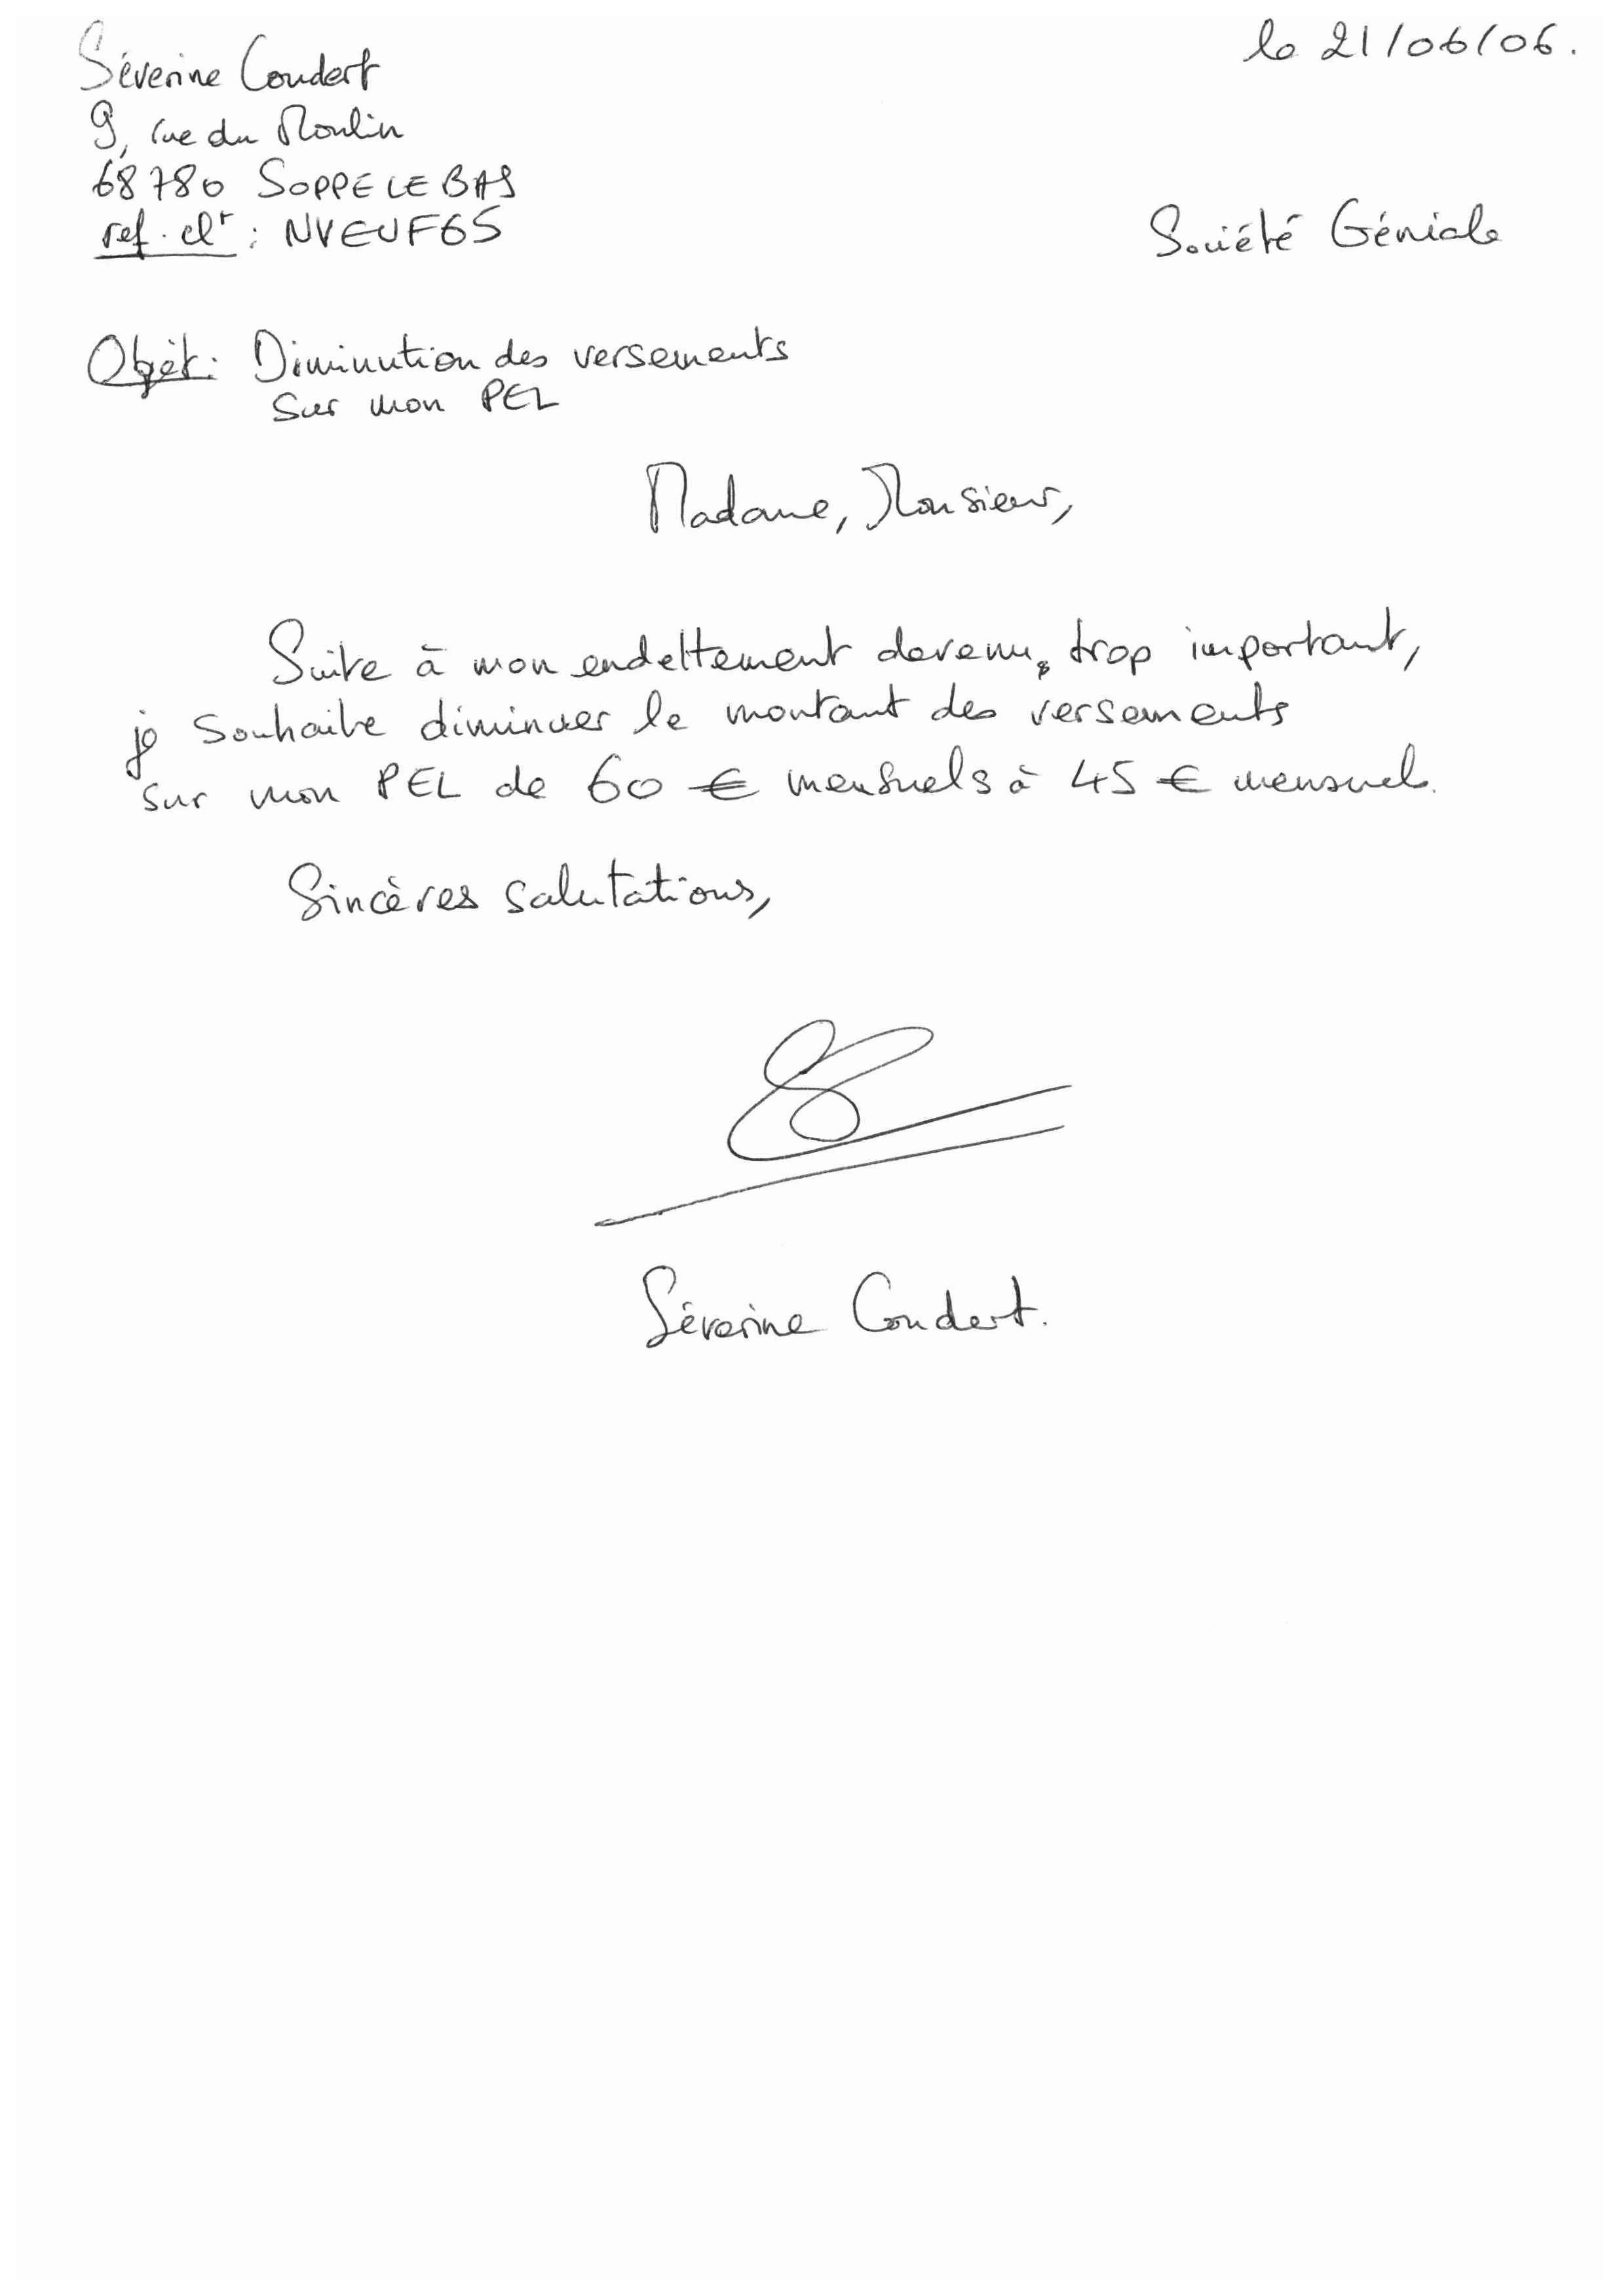 Séverine Coudert
le 21/06/06.
9, rue du Moulin
68780 SOPPE LE BAS
ref. clt : NVEUF65
Société Géniale
Objet: Diminution des versements
sur mon PEL
Madame, Monsieur,
Suite à mon endettement devenu trop important,
je souhaite diminuer le montant des versements
sur mon PEL de 60 € mensuels à 45 € mensuels.
Sincères salutations,
Séverine Coudert.